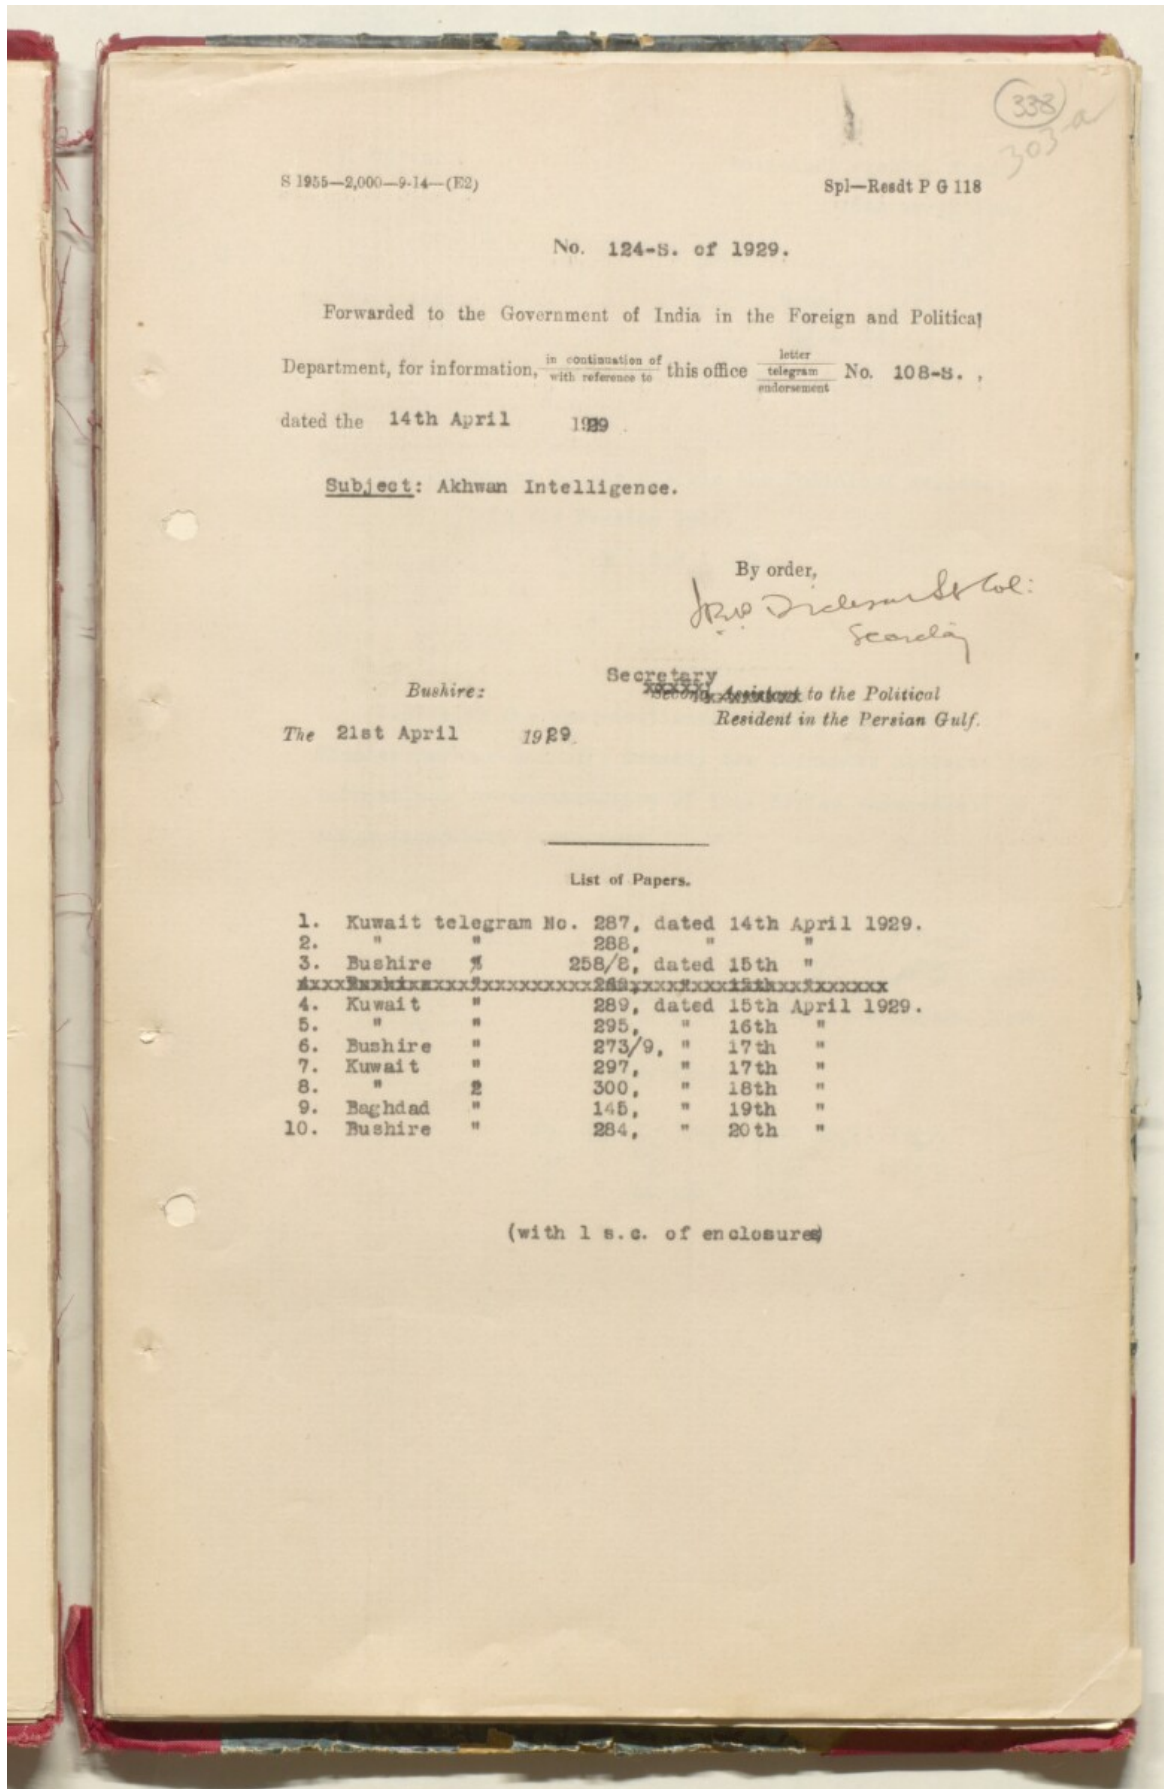 338
303-a
S 1955—2,000—9-14—(E2) Spl—Resdt P G 118
No. 124-S. of 1929.
Forwarded to the Government of India in the Foreign and Political
Department, for information, in continuation of / with reference to this office letter / telegram / endorsement No. 108-S. ,
dated the 14th April 1929 .
Subject: Akhwan Intelligence.
By order,
Lt Col:
Secretary
Secretary
Bushire: Second Assistant to the Political
Resident in the Persian Gulf.
The 21st April 1929.
List of Papers.
1. Kuwait telegram No. 287, dated 14th April 1929.
2. " " 288, " "
3. Bushire " 258/8, dated 15th "
4. Kuwait " 289, dated 15th April 1929.
5. " " 295, " 16th "
6. Bushire " 273/9, " 17th "
7. Kuwait " 297, " 17th "
8. " 2 300, " 18th "
9. Baghdad " 145, " 19th "
10. Bushire " 284, " 20th "
(with 1 s.c. of enclosures)